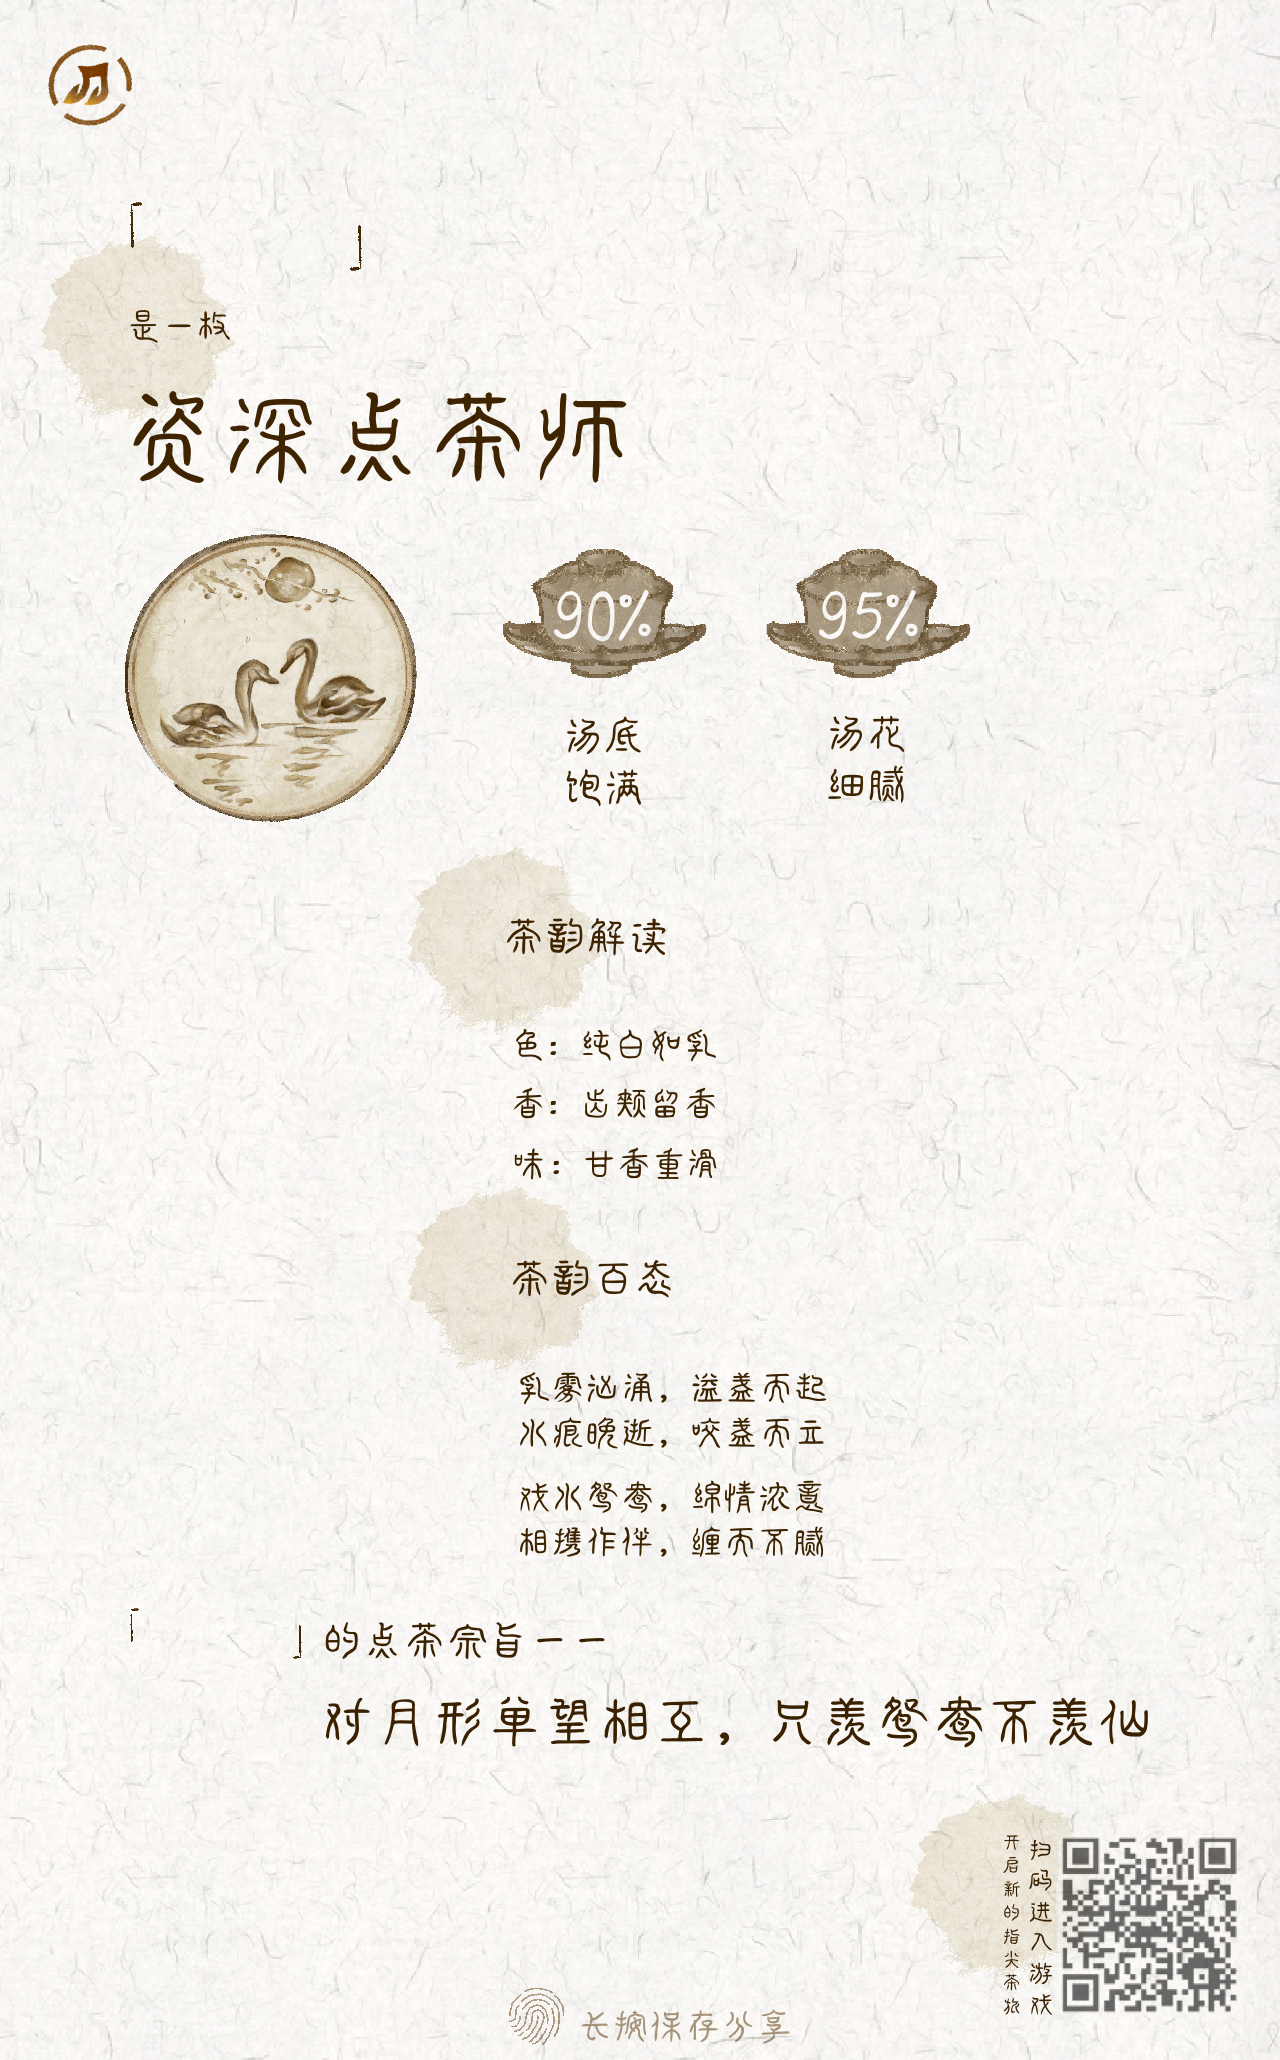 「 」
是一枚
资深点茶师
90% 95%
汤底 汤花
饱满 细腻
茶韵解读
色：纯白如乳
香：齿颊留香
味：甘香重滑
茶韵百态
乳雾汹涌，溢盏而起
水痕晚逝，咬盏而立
戏水鸳鸯，绵情浓意
相携作伴，缠而不腻
「 」的点茶宗旨——
对月形单望相互，只羡鸳鸯不羡仙
扫码进入游戏
开启新的指尖茶旅
长按保存分享